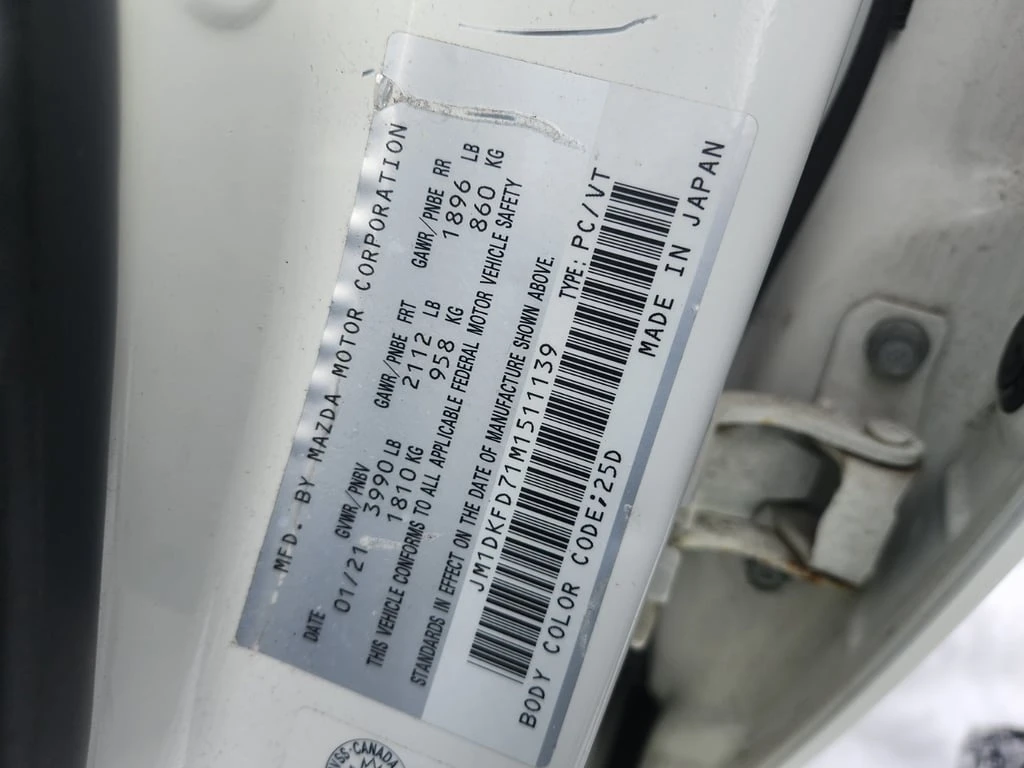 MFD. BY MAZDA MOTOR CORPORATION
DATE GVWR/PNBV GAWR/PNBE FRT GAWR/PNBE RR
01/21 3990 LB 2112 LB 1896 LB
1810 KG 958 KG 860 KG
THIS VEHICLE CONFORMS TO ALL APPLICABLE FEDERAL MOTOR VEHICLE SAFETY
STANDARDS IN EFFECT ON THE DATE OF MANUFACTURE SHOWN ABOVE.
JM1DKFD71M1511139 TYPE: PC/VT
BODY COLOR CODE;25D MADE IN JAPAN
CANADA